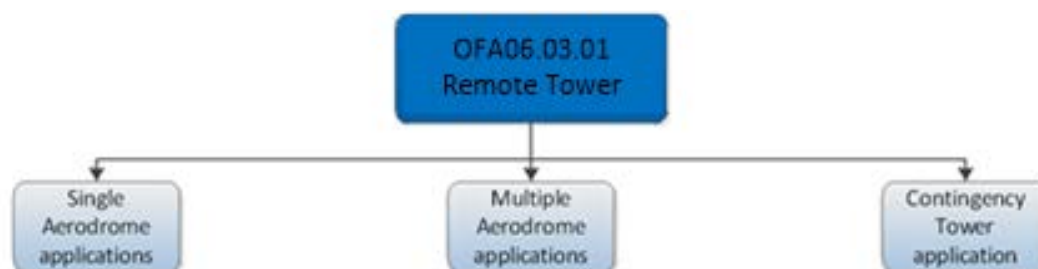 OFA06.03.01
Remote Tower
Single
Aerodrome
applications
Multiple
Aerodrome
applications
Contingency
Tower
application